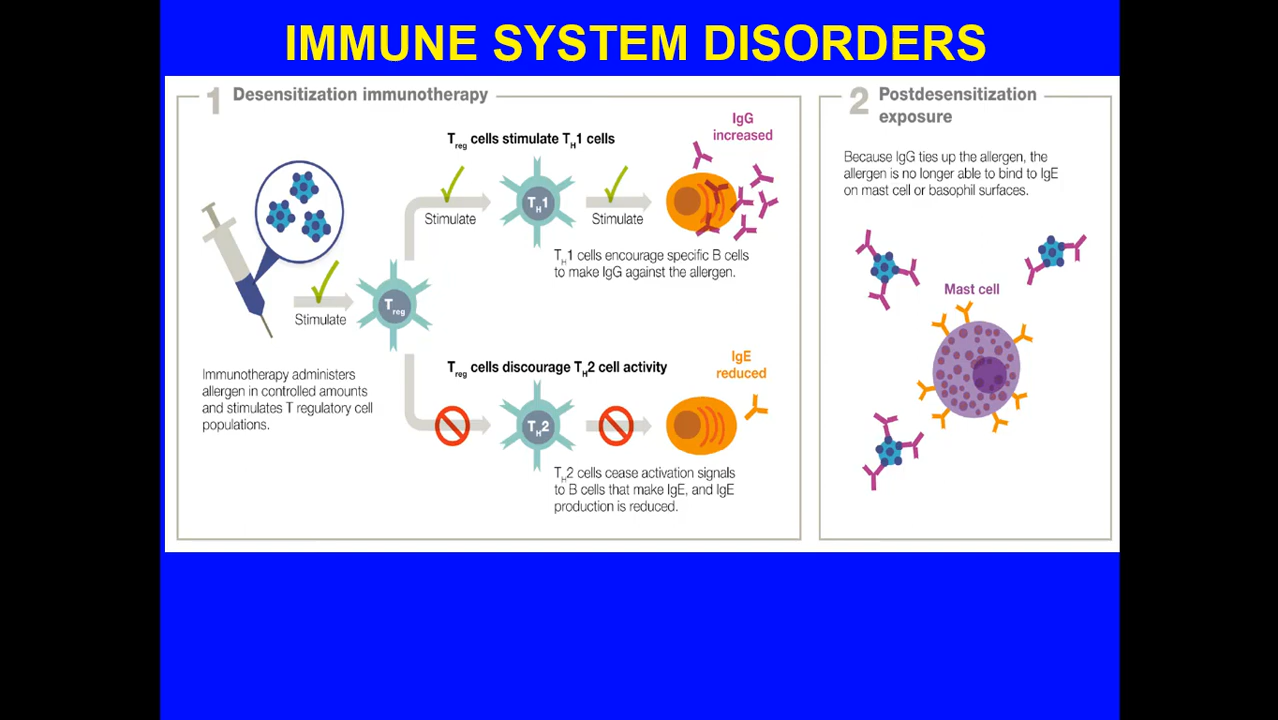 IMMUNE SYSTEM DISORDERS
1 Desensitization immunotherapy
Treg cells stimulate TH1 cells
IgG
increased
Stimulate
TH1
Stimulate
TH1 cells encourage specific B cells
to make IgG against the allergen.
Stimulate
Treg
Immunotherapy administers
allergen in controlled amounts
and stimulates T regulatory cell
populations.
Treg cells discourage TH2 cell activity
IgE
reduced
TH2
TH2 cells cease activation signals
to B cells that make IgE, and IgE
production is reduced.
2 Postdesensitization
exposure
Because IgG ties up the allergen, the
allergen is no longer able to bind to IgE
on mast cell or basophil surfaces.
Mast cell